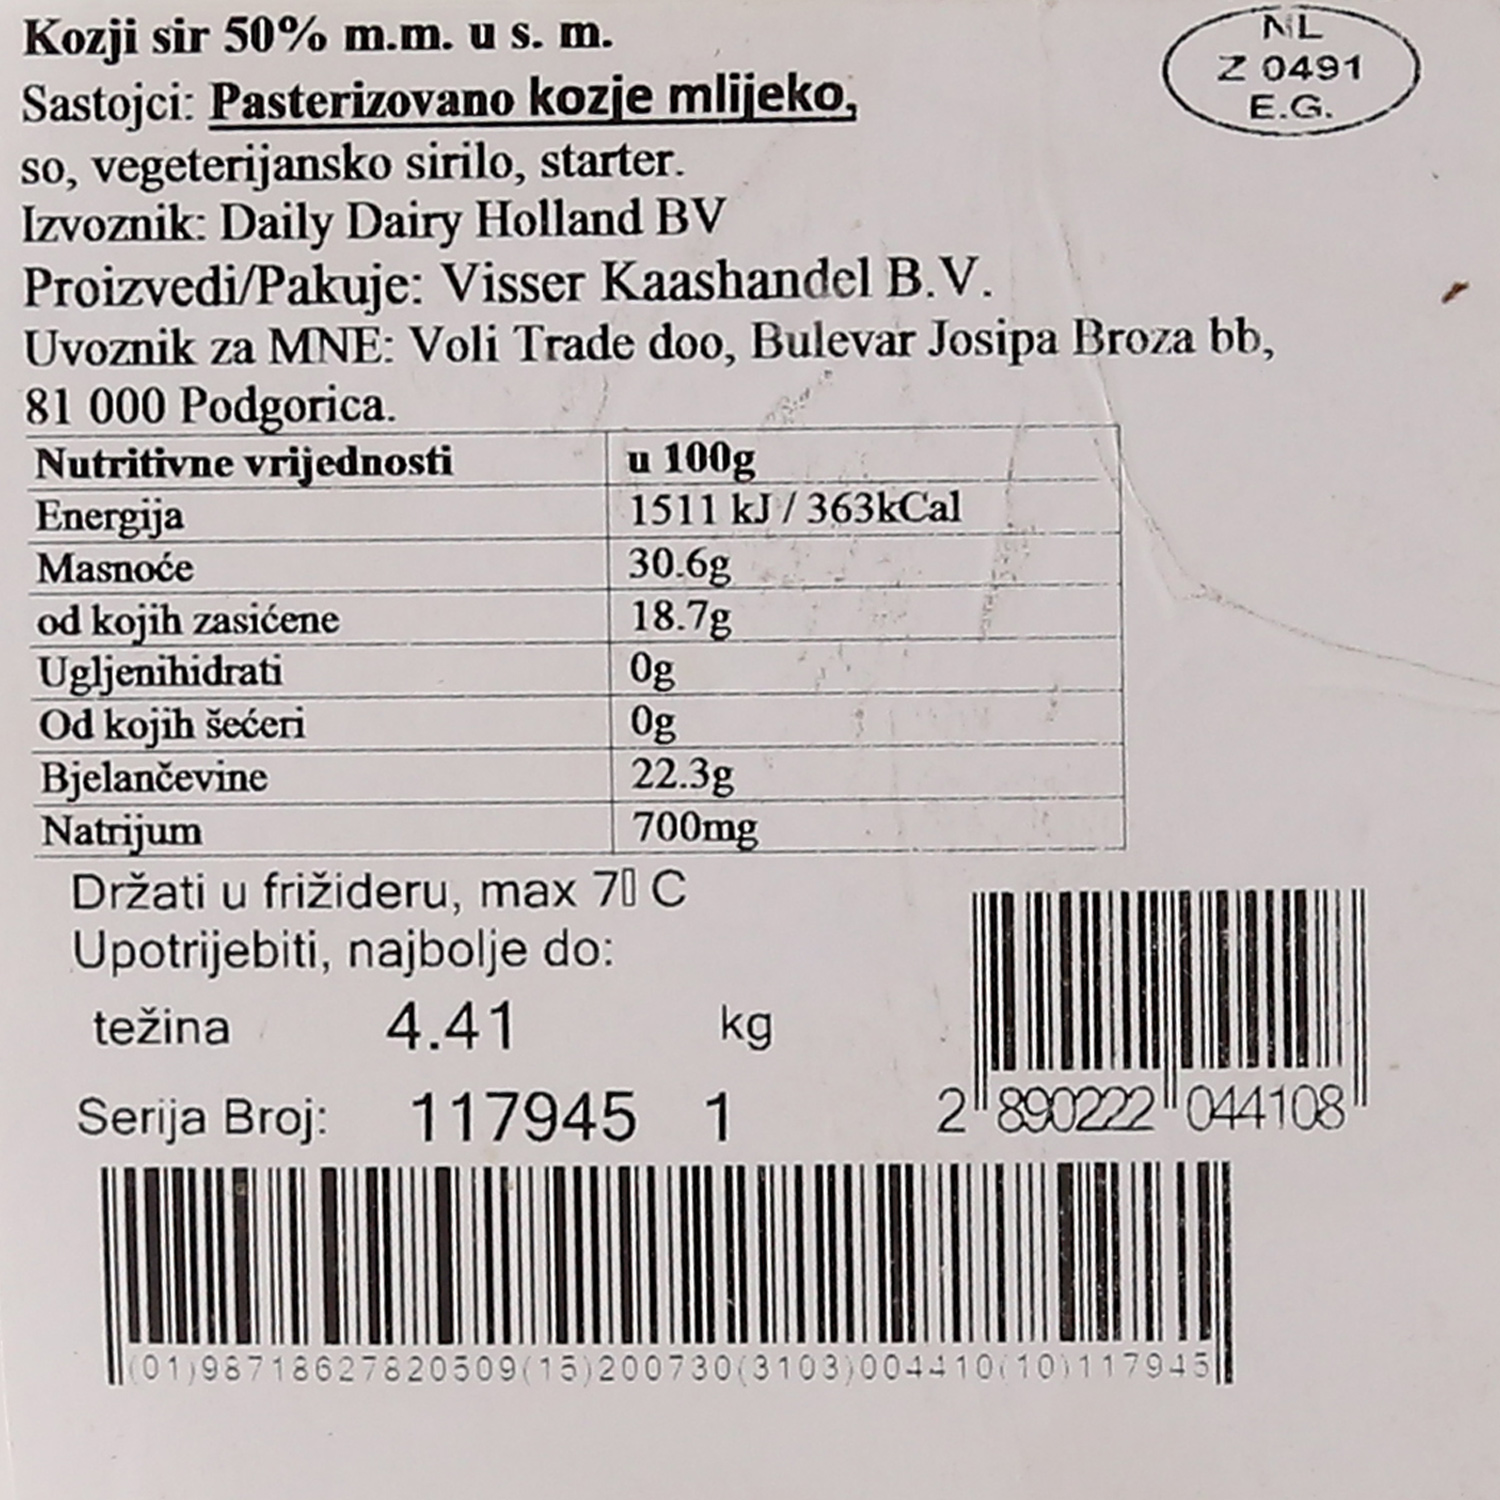 Kozji sir 50% m.m. u s. m.
NL
Z 0491
E.G.
Sastojci: Pasterizovano kozje mlijeko,
so, vegeterijansko sirilo, starter.
Izvoznik: Daily Dairy Holland BV
Proizvedi/Pakuje: Visser Kaashandel B.V.
Uvoznik za MNE: Voli Trade doo, Bulevar Josipa Broza bb,
81 000 Podgorica.
Nutritivne vrijednosti u 100g
Energija 1511 kJ / 363kCal
Masnoće 30.6g
od kojih zasićene 18.7g
Ugljenihidrati 0g
Od kojih šećeri 0g
Bjelančevine 22.3g
Natrijum 700mg
Držati u frižideru, max 7▯ C
Upotrijebiti, najbolje do:
težina 4.41 kg
Serija Broj: 117945 1
2 890222 044108
(01)98718627820509(15)200730(3103)004410(10)117945